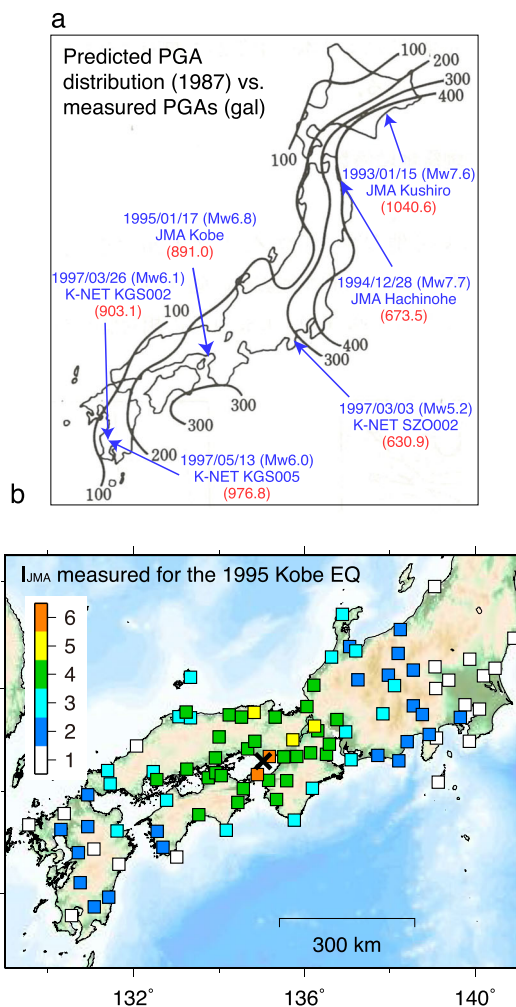 a
Predicted PGA
distribution (1987) vs.
measured PGAs (gal)
100
200
300
400
100
1993/01/15 (Mw7.6)
JMA Kushiro
(1040.6)
1995/01/17 (Mw6.8)
JMA Kobe
(891.0)
1997/03/26 (Mw6.1)
K-NET KGS002
(903.1)
1994/12/28 (Mw7.7)
JMA Hachinohe
(673.5)
100
400
300
300
300
1997/03/03 (Mw5.2)
K-NET SZO002
(630.9)
200
1997/05/13 (Mw6.0)
K-NET KGS005
(976.8)
100
b
IJMA measured for the 1995 Kobe EQ
6
5
4
3
2
1
300 km
132°
136°
140°